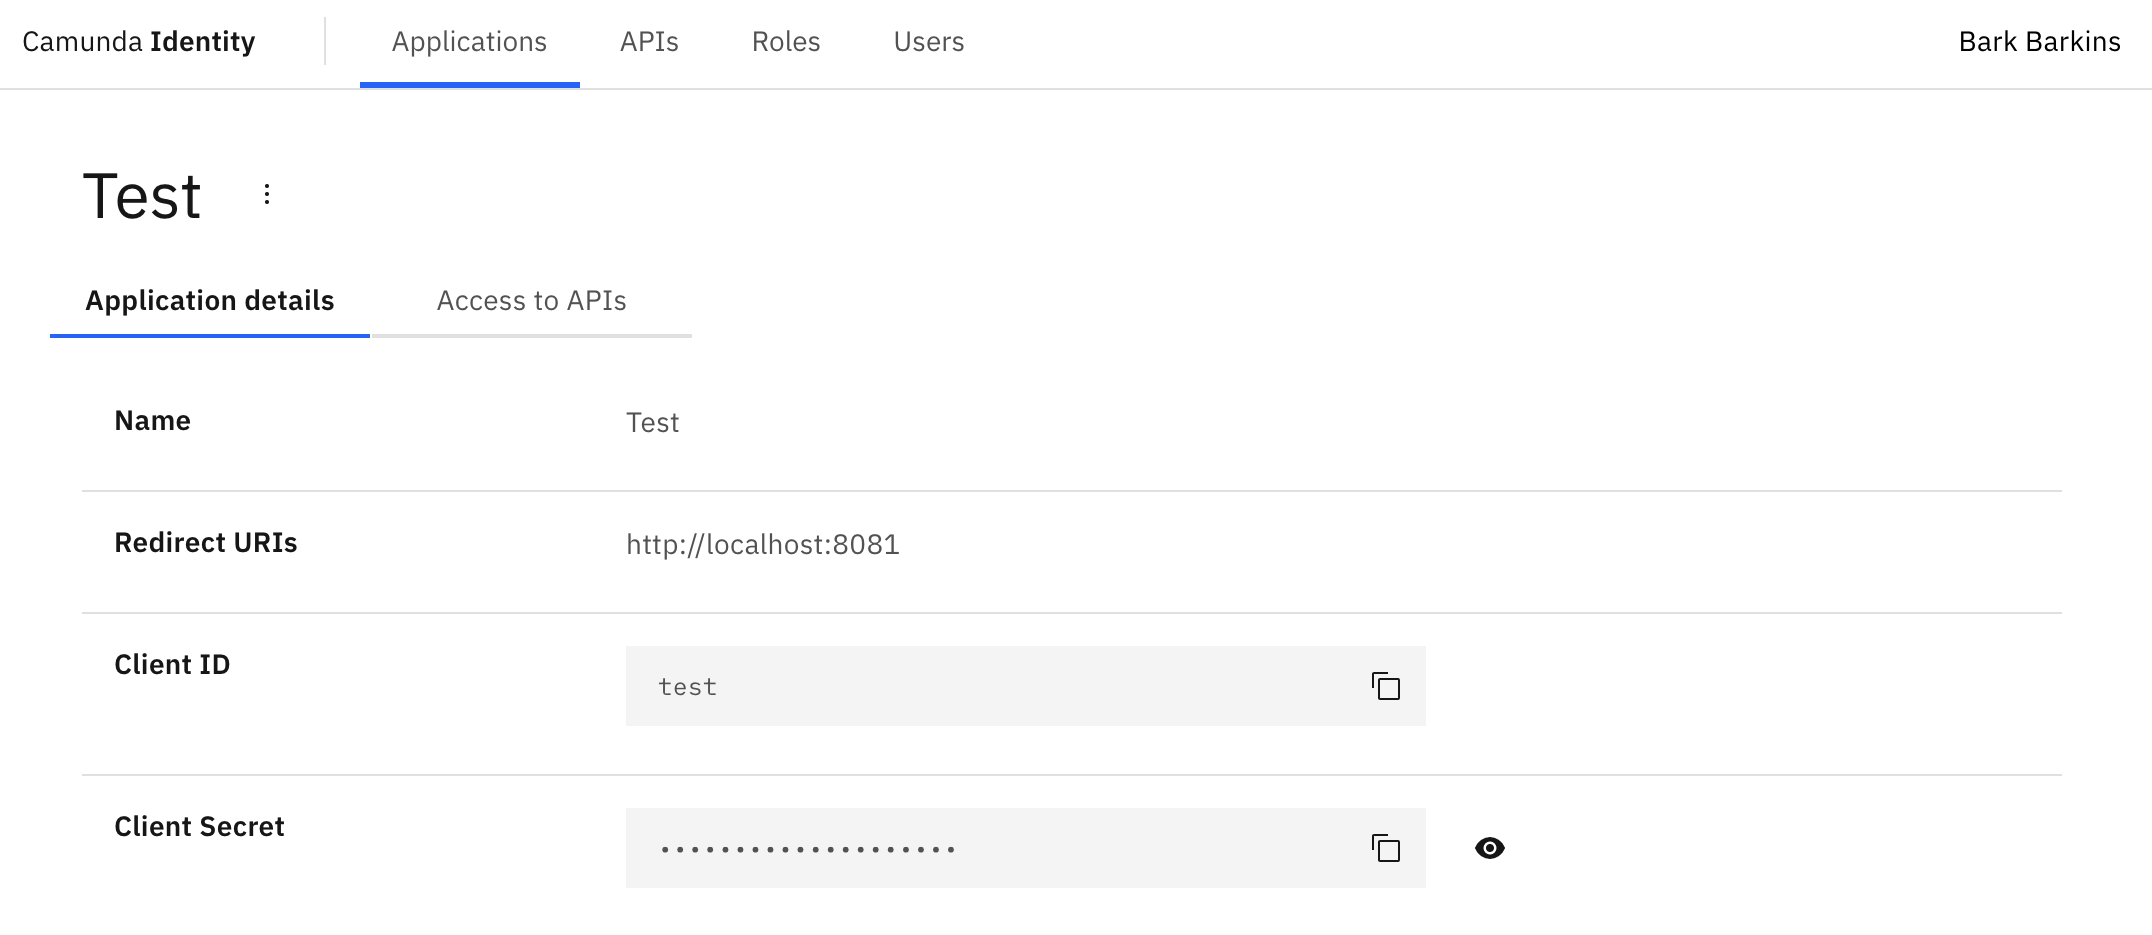 Camunda Identity Applications APIs Roles Users Bark Barkins
Test
Application details Access to APIs
Name Test
Redirect URIs http://localhost:8081
Client ID test
Client Secret ••••••••••••••••••••